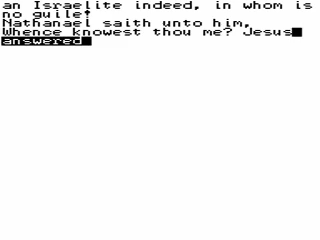 an Israelite indeed, in whom is
no guile!
Nathanael saith unto him,
Whence knowest thou me? Jesus
answered